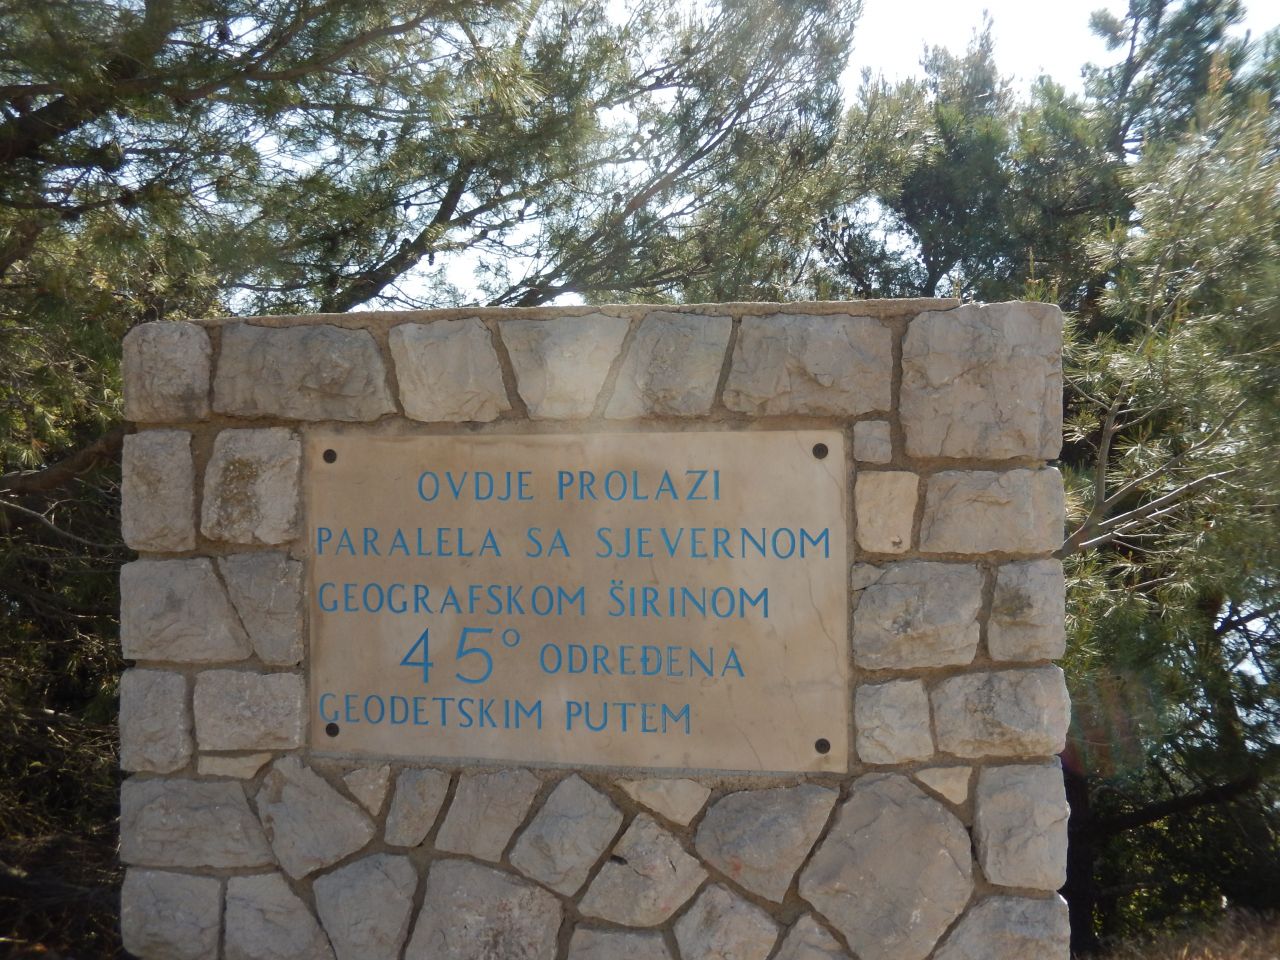 OVDJE PROLAZI
PARALELA SA SJEVERNOM
GEOGRAFSKOM ŠIRINOM
45° ODREĐENA
GEODETSKIM PUTEM